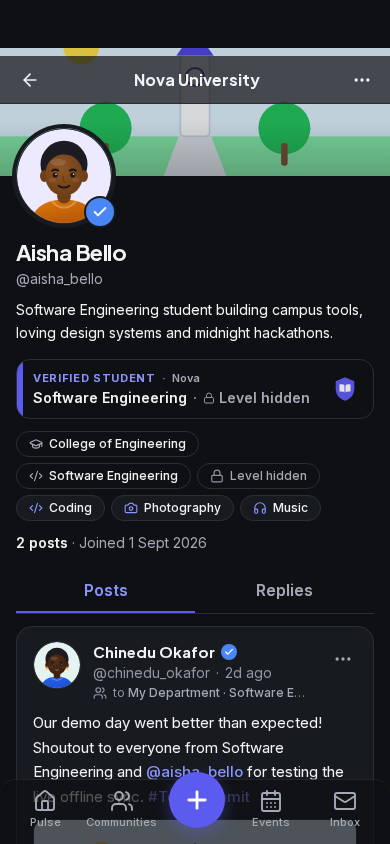 Nova University
Aisha Bello
@aisha_bello
Software Engineering student building campus tools,
loving design systems and midnight hackathons.
VERIFIED STUDENT · Nova
Software Engineering · Level hidden
College of Engineering
Software Engineering
Level hidden
Coding
Photography
Music
2 posts · Joined 1 Sept 2026
Posts
Replies
Chinedu Okafor
@chinedu_okafor · 2d ago
to My Department · Software E…
Our demo day went better than expected!
Shoutout to everyone from Software
Engineering and @aisha_bello for testing the
live offline sync.
Pulse
Communities
Events
Inbox